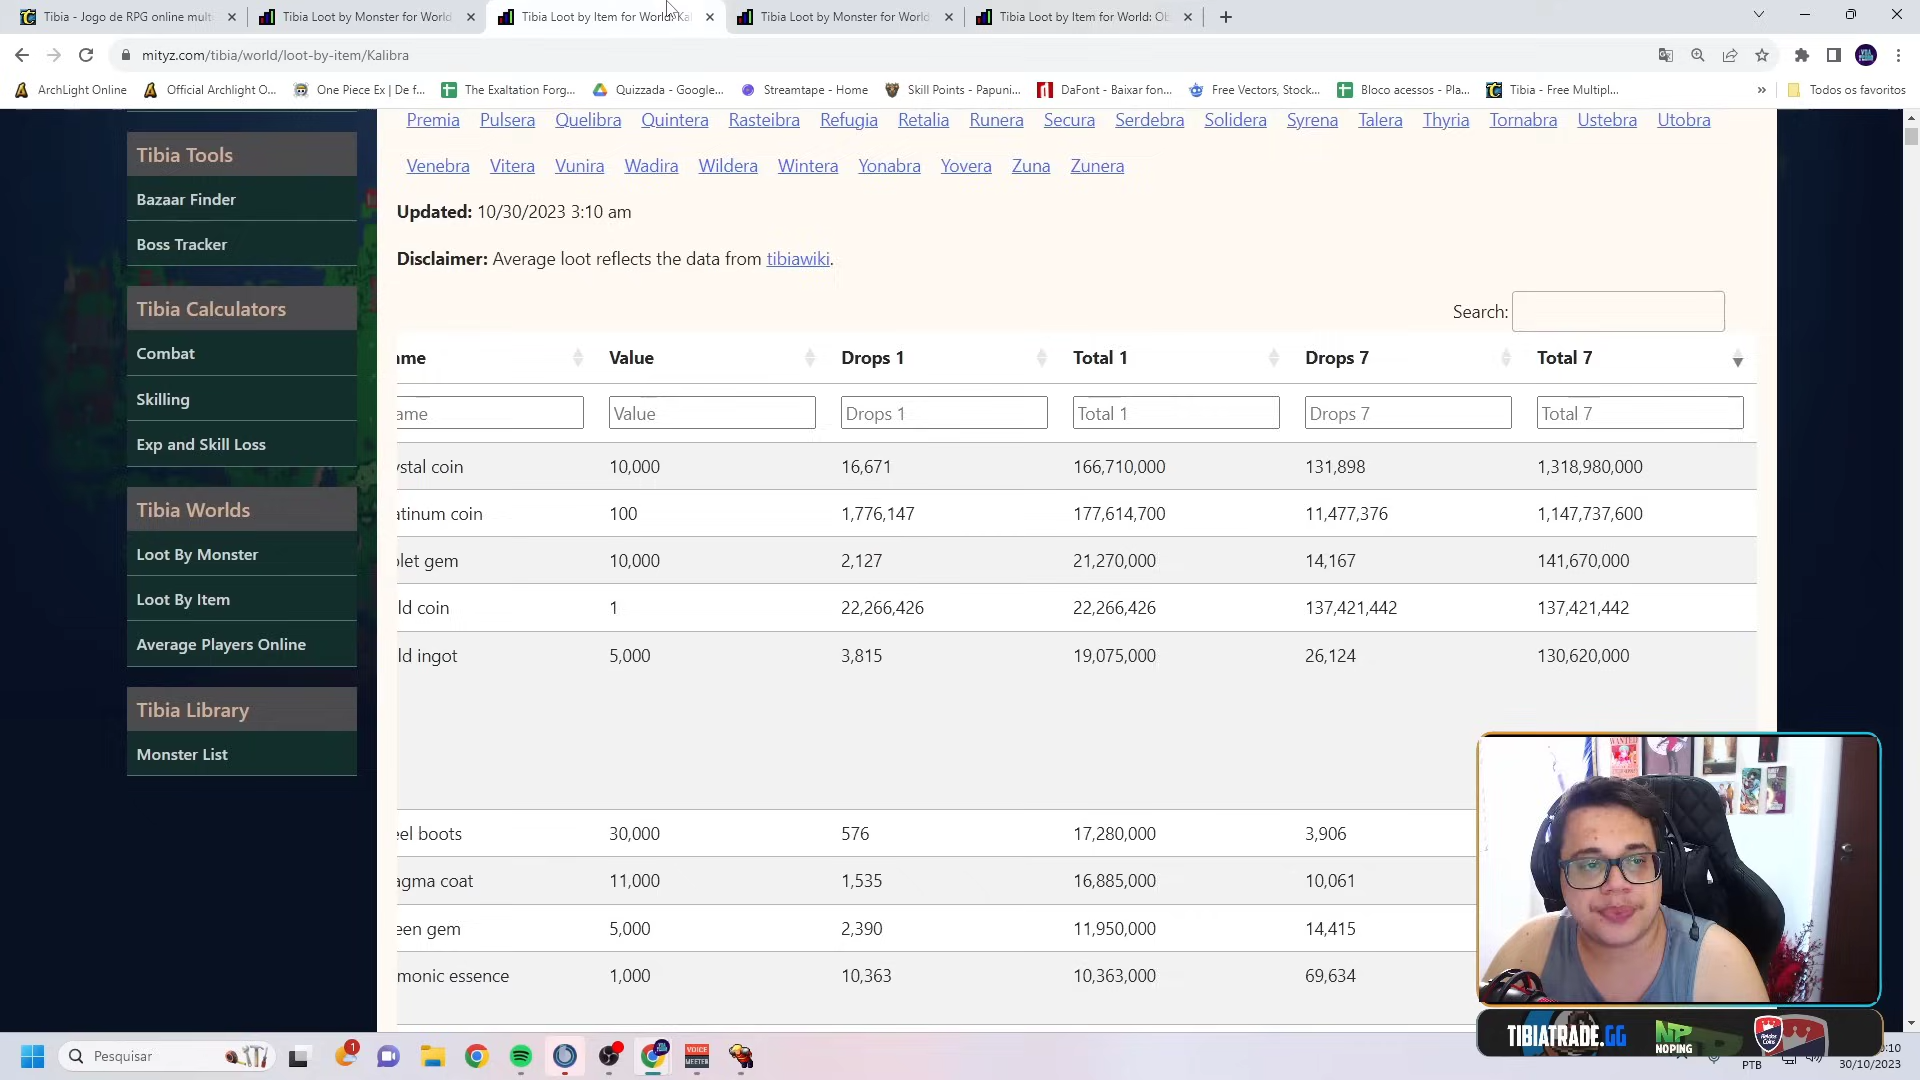 Tibia - Jogo de RPG online mult
Tibia Loot by Monster for World
Tibia Loot by Item for World: Kal
Tibia Loot by Monster for World
Tibia Loot by Item for World: Ob
mityz.com/tibia/world/loot-by-item/Kalibra
ArchLight Online
Official Archlight O...
One Piece Ex | De f...
The Exaltation Forg...
Quizzada - Google...
Streamtape - Home
Skill Points - Papuni...
DaFont - Baixar fon...
Free Vectors, Stock...
Bloco acessos - Pla...
Tibia - Free Multipl...
»
Todos os favoritos
Premia Pulsera Quelibra Quintera Rasteibra Refugia Retalia Runera Secura Serdebra Solidera Syrena Talera Thyria Tornabra Ustebra Utobra
Venebra Vitera Vunira Wadira Wildera Wintera Yonabra Yovera Zuna Zunera
Updated: 10/30/2023 3:10 am
Disclaimer: Average loot reflects the data from tibiawiki.
Search:
Tibia Tools
Bazaar Finder
Boss Tracker
Tibia Calculators
Combat
Skilling
Exp and Skill Loss
Tibia Worlds
Loot By Monster
Loot By Item
Average Players Online
Tibia Library
Monster List
ame Value Drops 1 Total 1 Drops 7 Total 7
ame Value Drops 1 Total 1 Drops 7 Total 7
ystal coin 10,000 16,671 166,710,000 131,898 1,318,980,000
atinum coin 100 1,776,147 177,614,700 11,477,376 1,147,737,600
olet gem 10,000 2,127 21,270,000 14,167 141,670,000
ld coin 1 22,266,426 22,266,426 137,421,442 137,421,442
ld ingot 5,000 3,815 19,075,000 26,124 130,620,000
eel boots 30,000 576 17,280,000 3,906
agma coat 11,000 1,535 16,885,000 10,061
een gem 5,000 2,390 11,950,000 14,415
monic essence 1,000 10,363 10,363,000 69,634
WANTED
TIBIATRADE.GG
NP
NOPING
Pesquisar
1
VOICE
MEETER
PTB
:10
30/10/2023